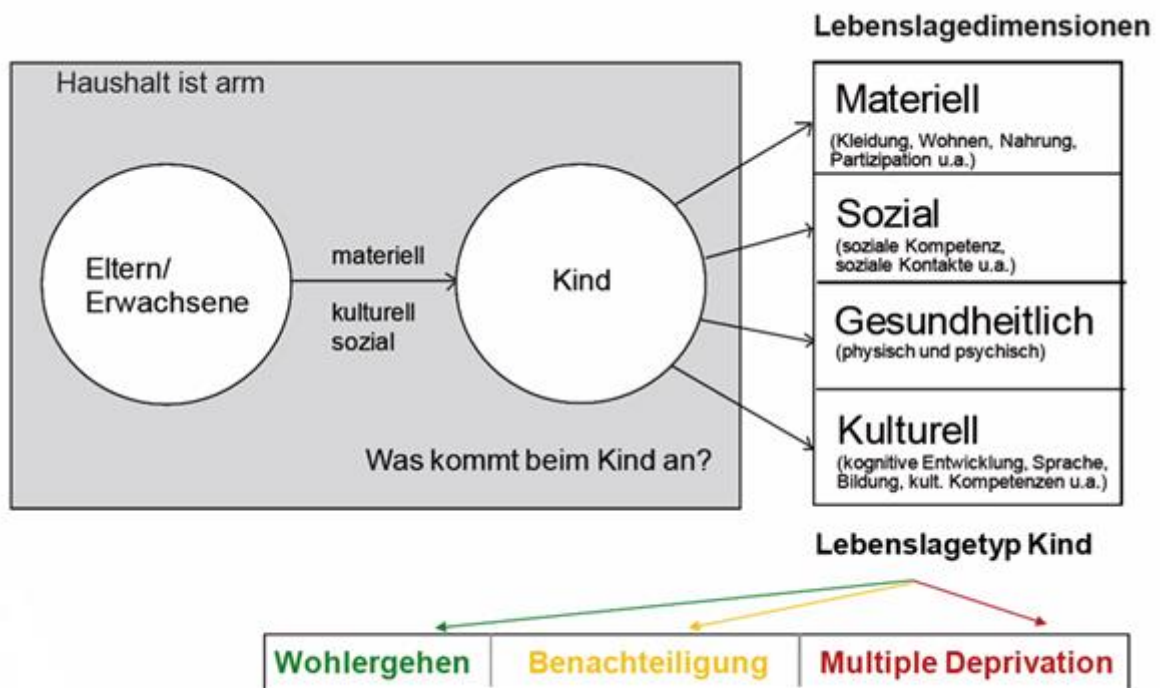 Lebenslagedimensionen
Haushalt ist arm
Eltern/
Erwachsene
materiell
kulturell
sozial
Kind
Was kommt beim Kind an?
Materiell
(Kleidung, Wohnen, Nahrung,
Partizipation u.a.)
Sozial
(soziale Kompetenz,
soziale Kontakte u.a.)
Gesundheitlich
(physisch und psychisch)
Kulturell
(kognitive Entwicklung, Sprache,
Bildung, kult. Kompetenzen u.a.)
Lebenslagetyp Kind
Wohlergehen
Benachteiligung
Multiple Deprivation